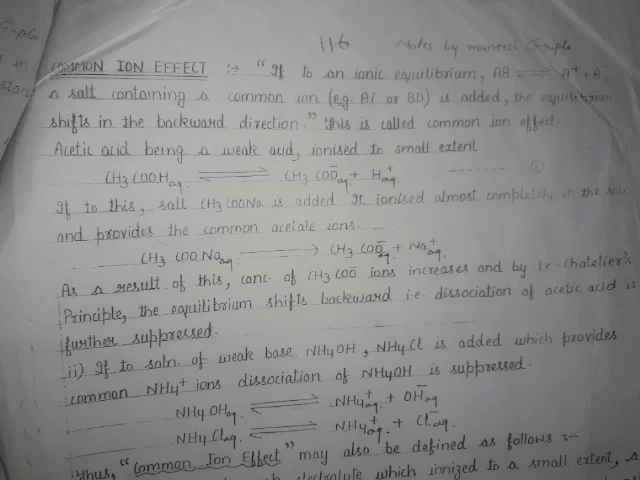 116 Notes by muneesh Gupta
COMMON ION EFFECT :→ "If to an ionic equilibrium, AB ⇌ A⁺ + B⁻,
a salt containing a common ion (e.g. AC or BD) is added, the equilibrium
shifts in the backward direction." This is called common ion effect.
Acetic acid being a weak acid, ionised to small extent
CH3COOHaq. ⇌ CH3COO⁻aq. + H⁺aq. -------- ①
If to this, salt CH3COONa is added. It ionised almost completely in the
and provides the common acetate ions.
CH3COONaaq. → CH3COO⁻aq. + Na⁺aq.
As a result of this, conc. of CH3COO⁻ ions increases and by Le-Chatelier's
Principle, the equilibrium shifts backward i.e. dissociation of acetic acid is
further suppressed.
ii) If to soln. of weak base NH4OH, NH4Cl is added which provides
common NH4⁺ ions dissociation of NH4OH is suppressed.
NH4OHaq. ⇌ NH4⁺aq. + OH⁻aq
NH4Claq. ⇌ NH4⁺aq. + Cl⁻aq.
Thus, "Common Ion Effect" may also be defined as follows :-
electrolyte which ionized to a small extent, a